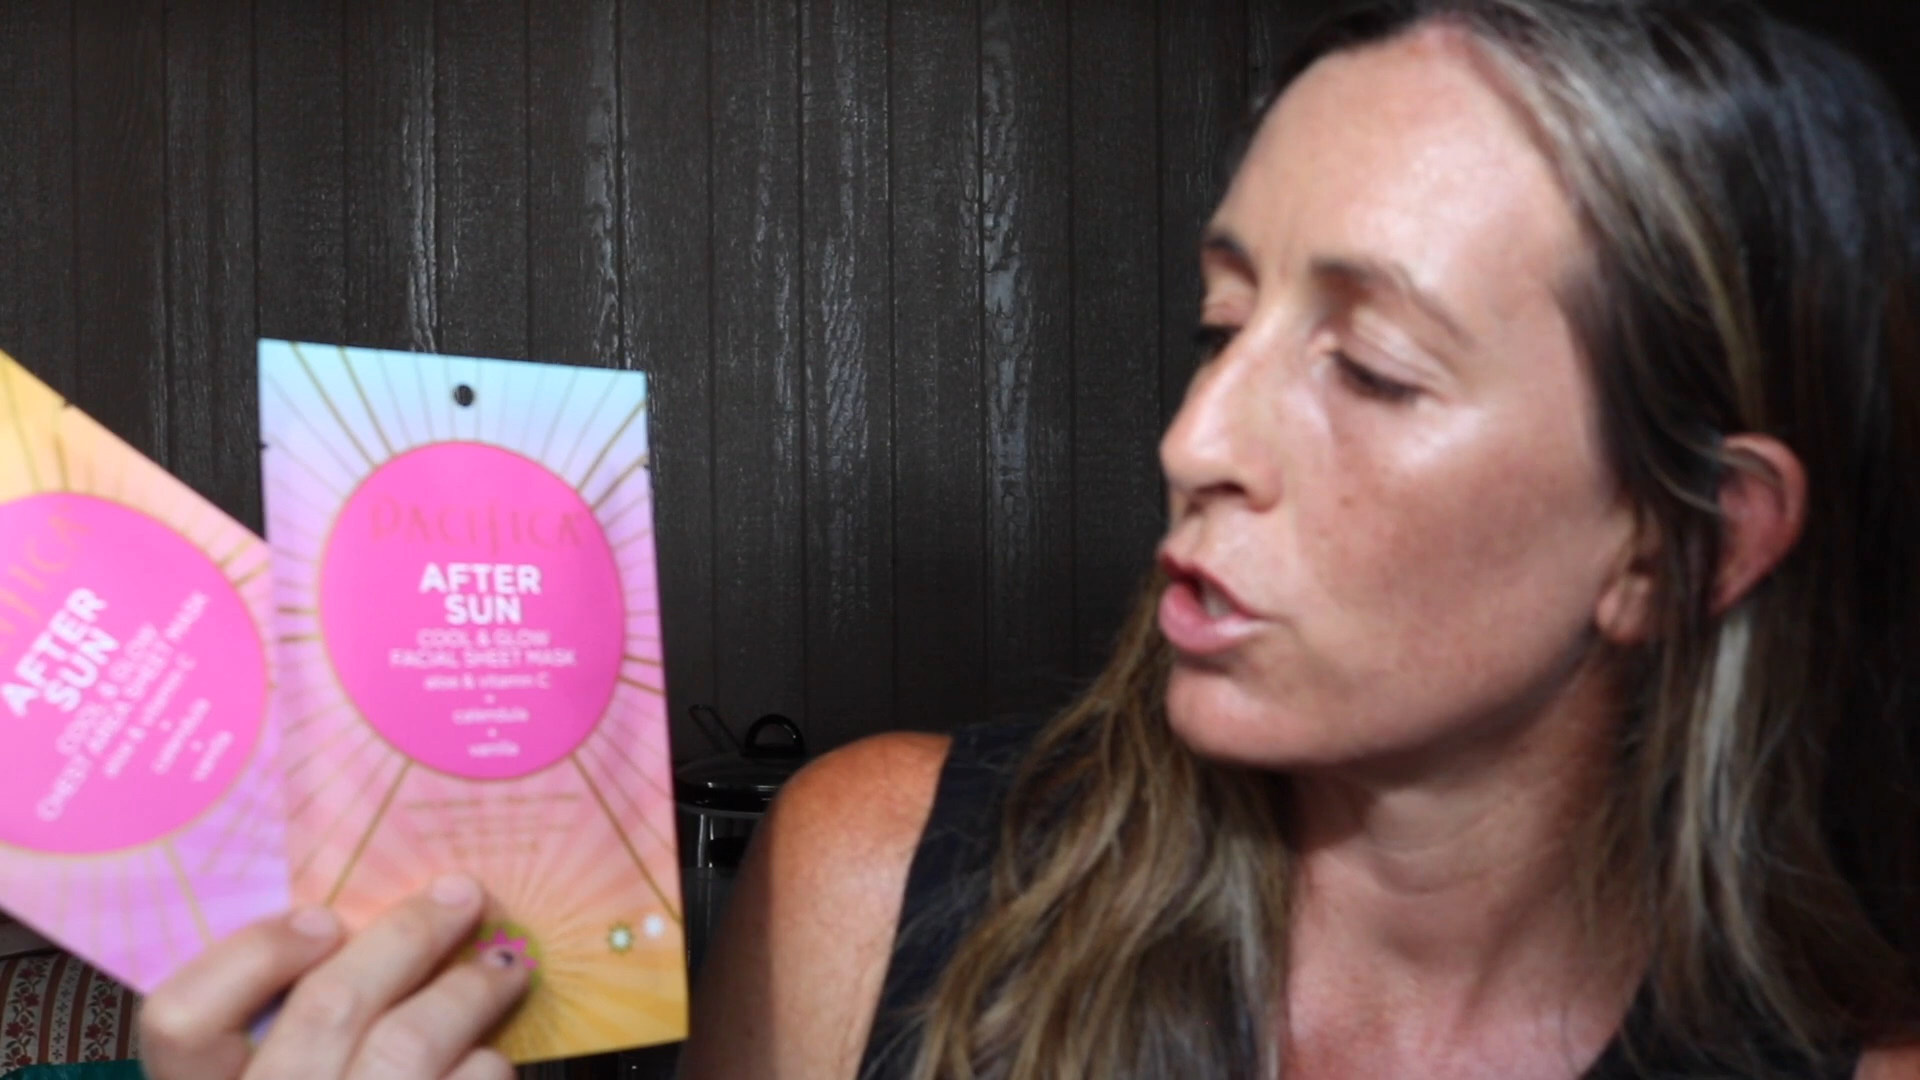 PACIFICA
AFTER
SUN
COOL & GLOW
FACIAL SHEET MASK
aloe & vitamin C
+
calendula
+
vanilla
AFTER
SUN
COOL & GLOW
CHEST AREA SHEET MASK
aloe & vitamin C
+
calendula
+
vanilla